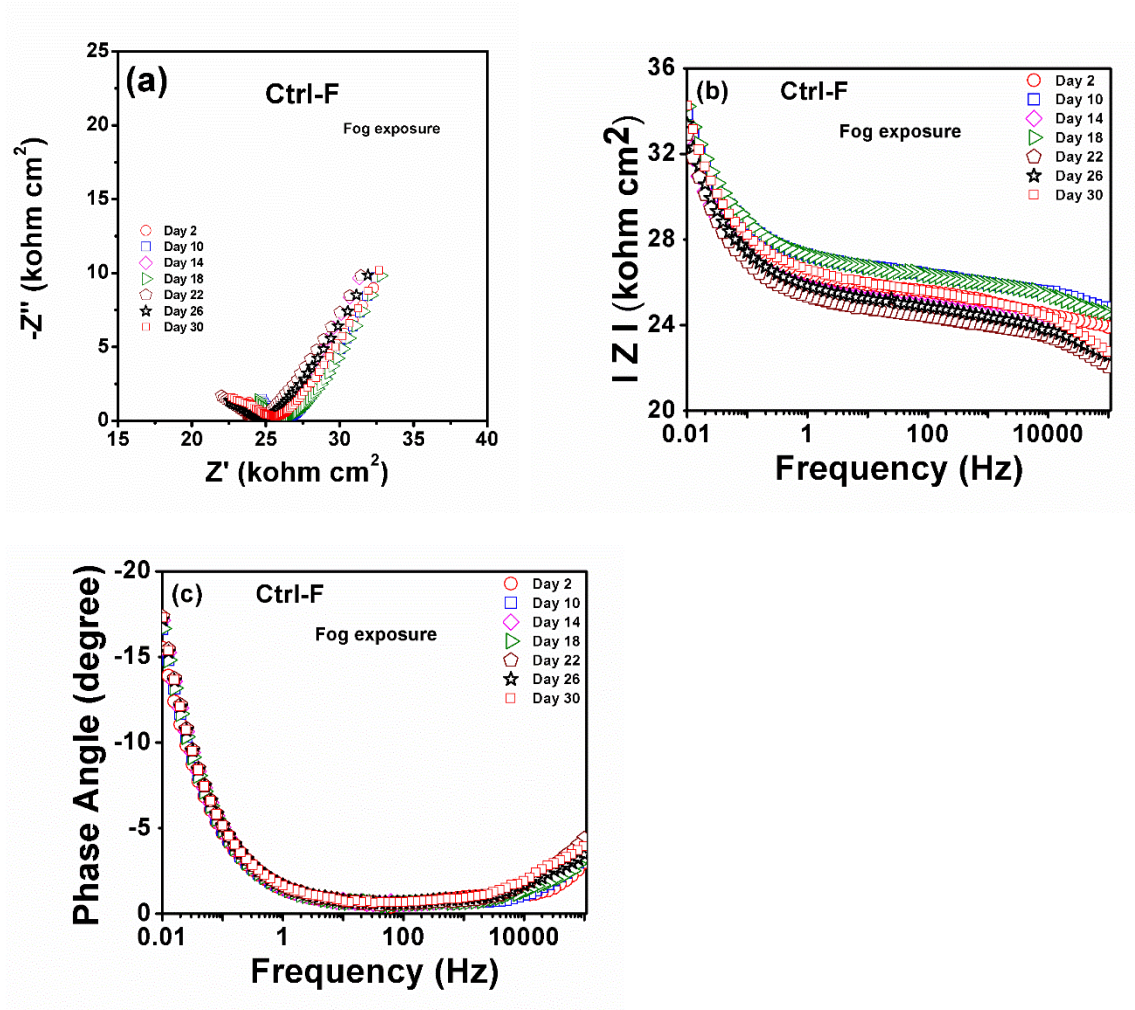 (a)
Ctrl-F
Fog exposure
-Z'' (kohm cm²)
25
20
15
10
5
0
Day 2
Day 10
Day 14
Day 18
Day 22
Day 26
Day 30
15 20 25 30 35 40
Z' (kohm cm²)
(b)
Ctrl-F
Fog exposure
I Z I (kohm cm²)
36
32
28
24
20
Day 2
Day 10
Day 14
Day 18
Day 22
Day 26
Day 30
0.01 1 100 10000
Frequency (Hz)
(c)
Ctrl-F
Fog exposure
Phase Angle (degree)
-20
-15
-10
-5
0
Day 2
Day 10
Day 14
Day 18
Day 22
Day 26
Day 30
0.01 1 100 10000
Frequency (Hz)